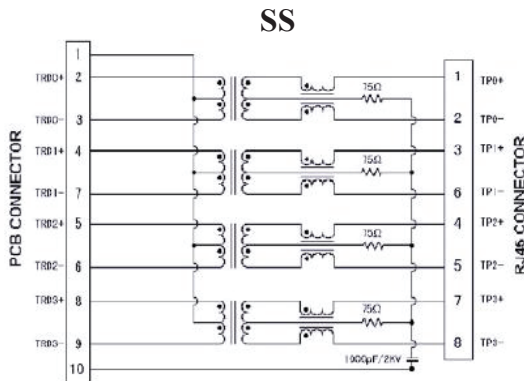 SS
PCB CONNECTOR
1
TRD0+ 2
TRD0- 3
TRD1+ 4
TRD1- 7
TRD2+ 5
TRD2- 6
TRD3+ 8
TRD3- 9
10
75Ω
75Ω
75Ω
75Ω
1000pF/2KV
1 TP0+
2 TP0-
3 TP1+
6 TP1-
4 TP2+
5 TP2-
7 TP3+
8 TP3-
RJ45 CONNECTOR